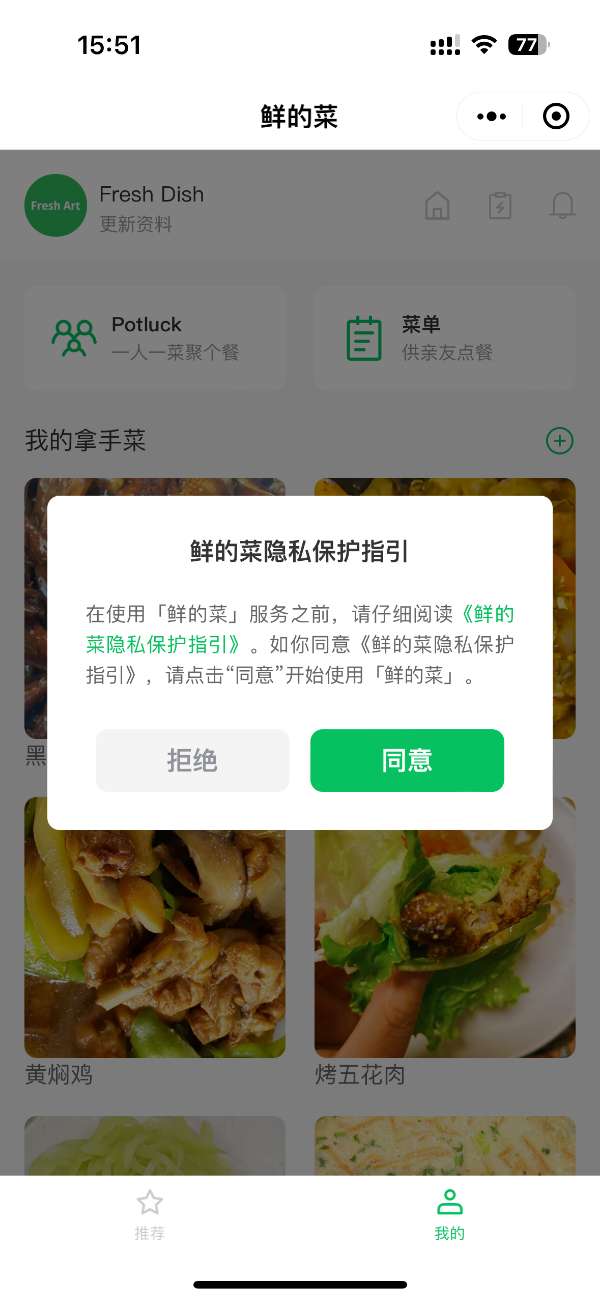 15:51
77
鲜的菜
Fresh Art
Fresh Dish
更新资料
Potluck
一人一菜聚个餐
菜单
供亲友点餐
我的拿手菜
鲜的菜隐私保护指引
在使用「鲜的菜」服务之前，请仔细阅读《鲜的
菜隐私保护指引》。如你同意《鲜的菜隐私保护
指引》，请点击“同意”开始使用「鲜的菜」。
拒绝
同意
黑
黄焖鸡
烤五花肉
推荐
我的